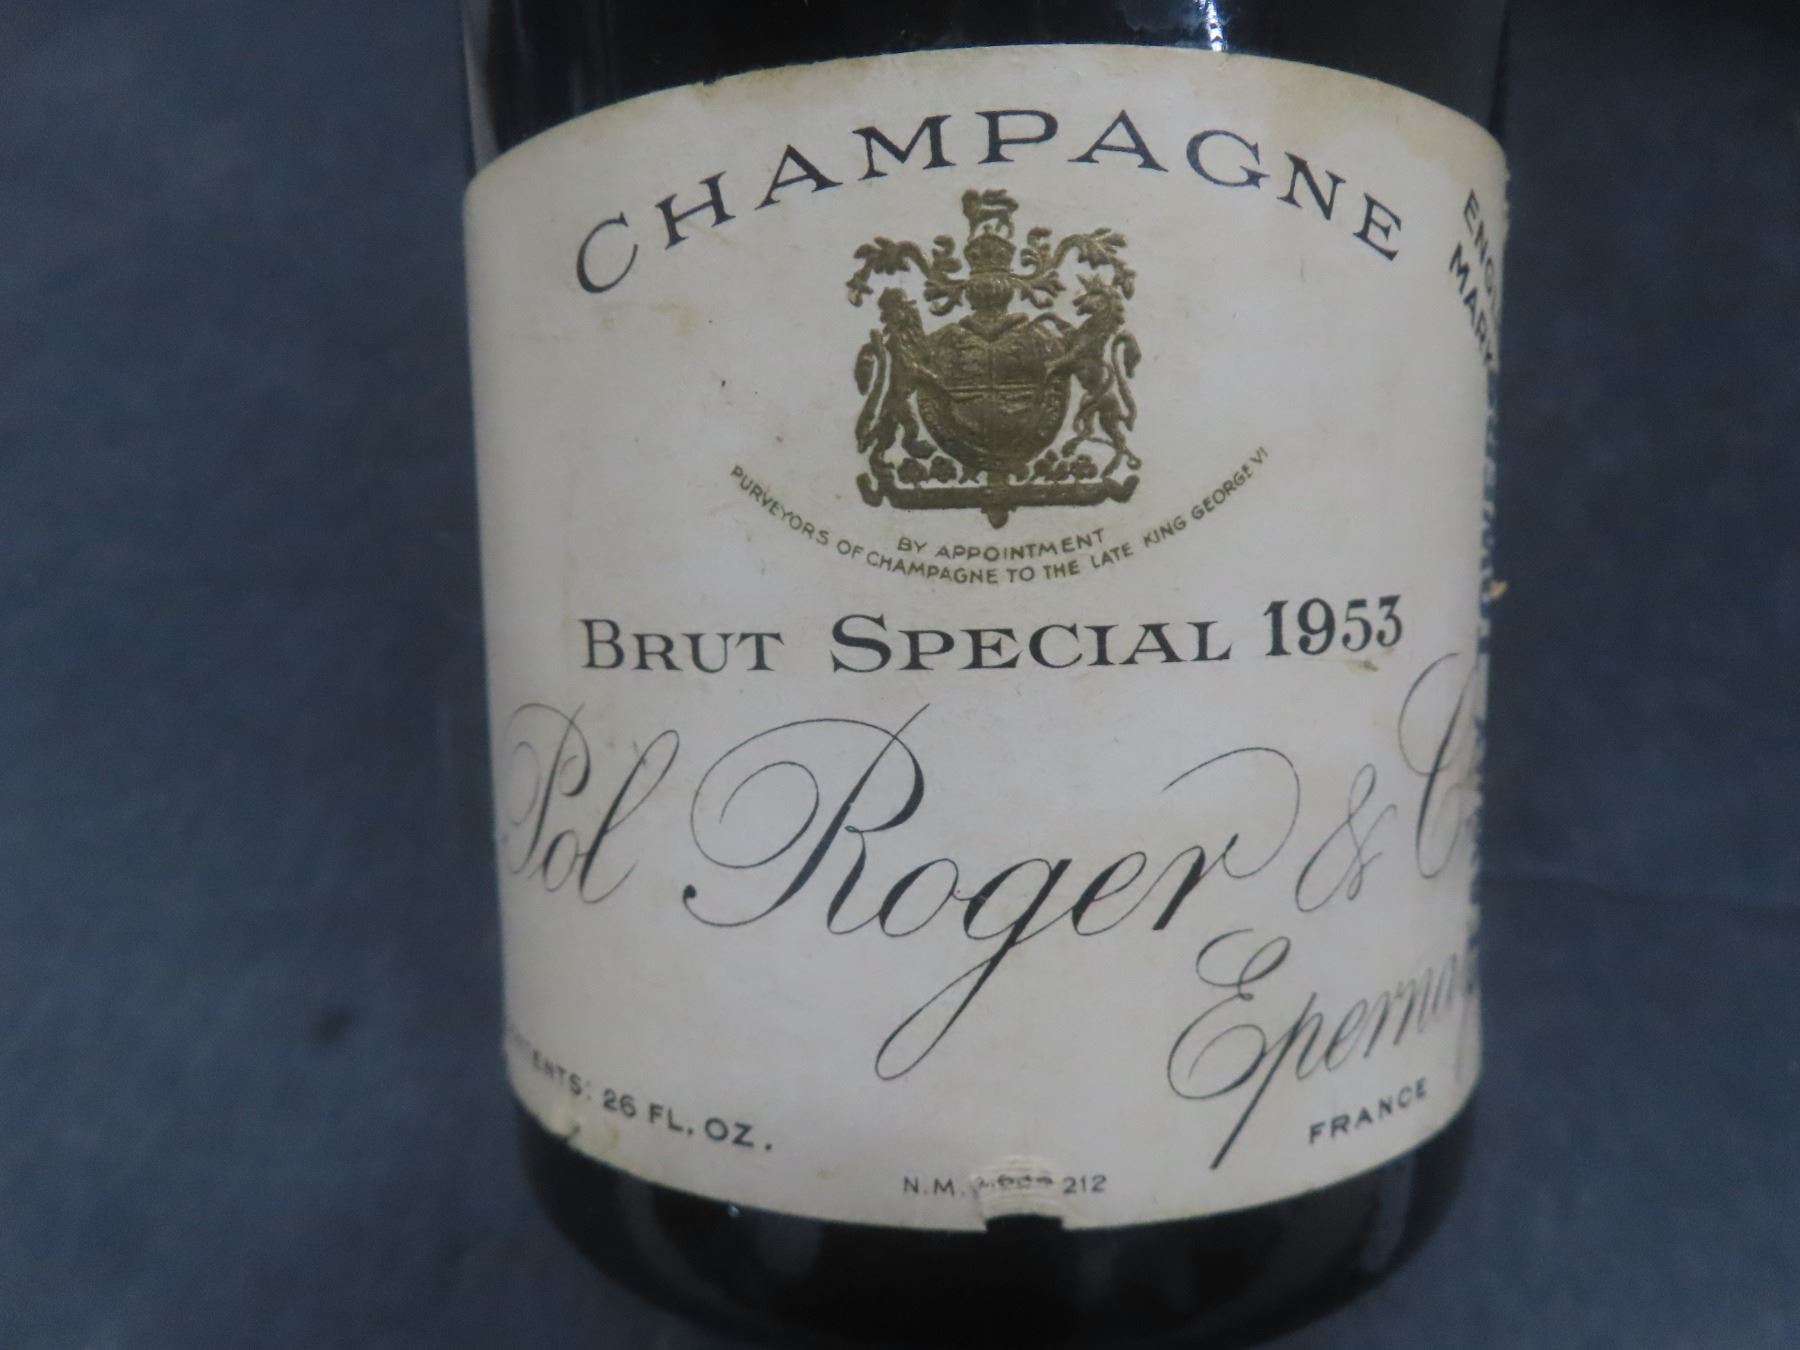 CHAMPAGNE
BY APPOINTMENT
PURVEYORS OF CHAMPAGNE TO THE LATE KING GEORGE VI
BRUT SPECIAL 1953
Pol Roger & C
Epernay
FRANCE
26 FL. OZ.
N.M. 212